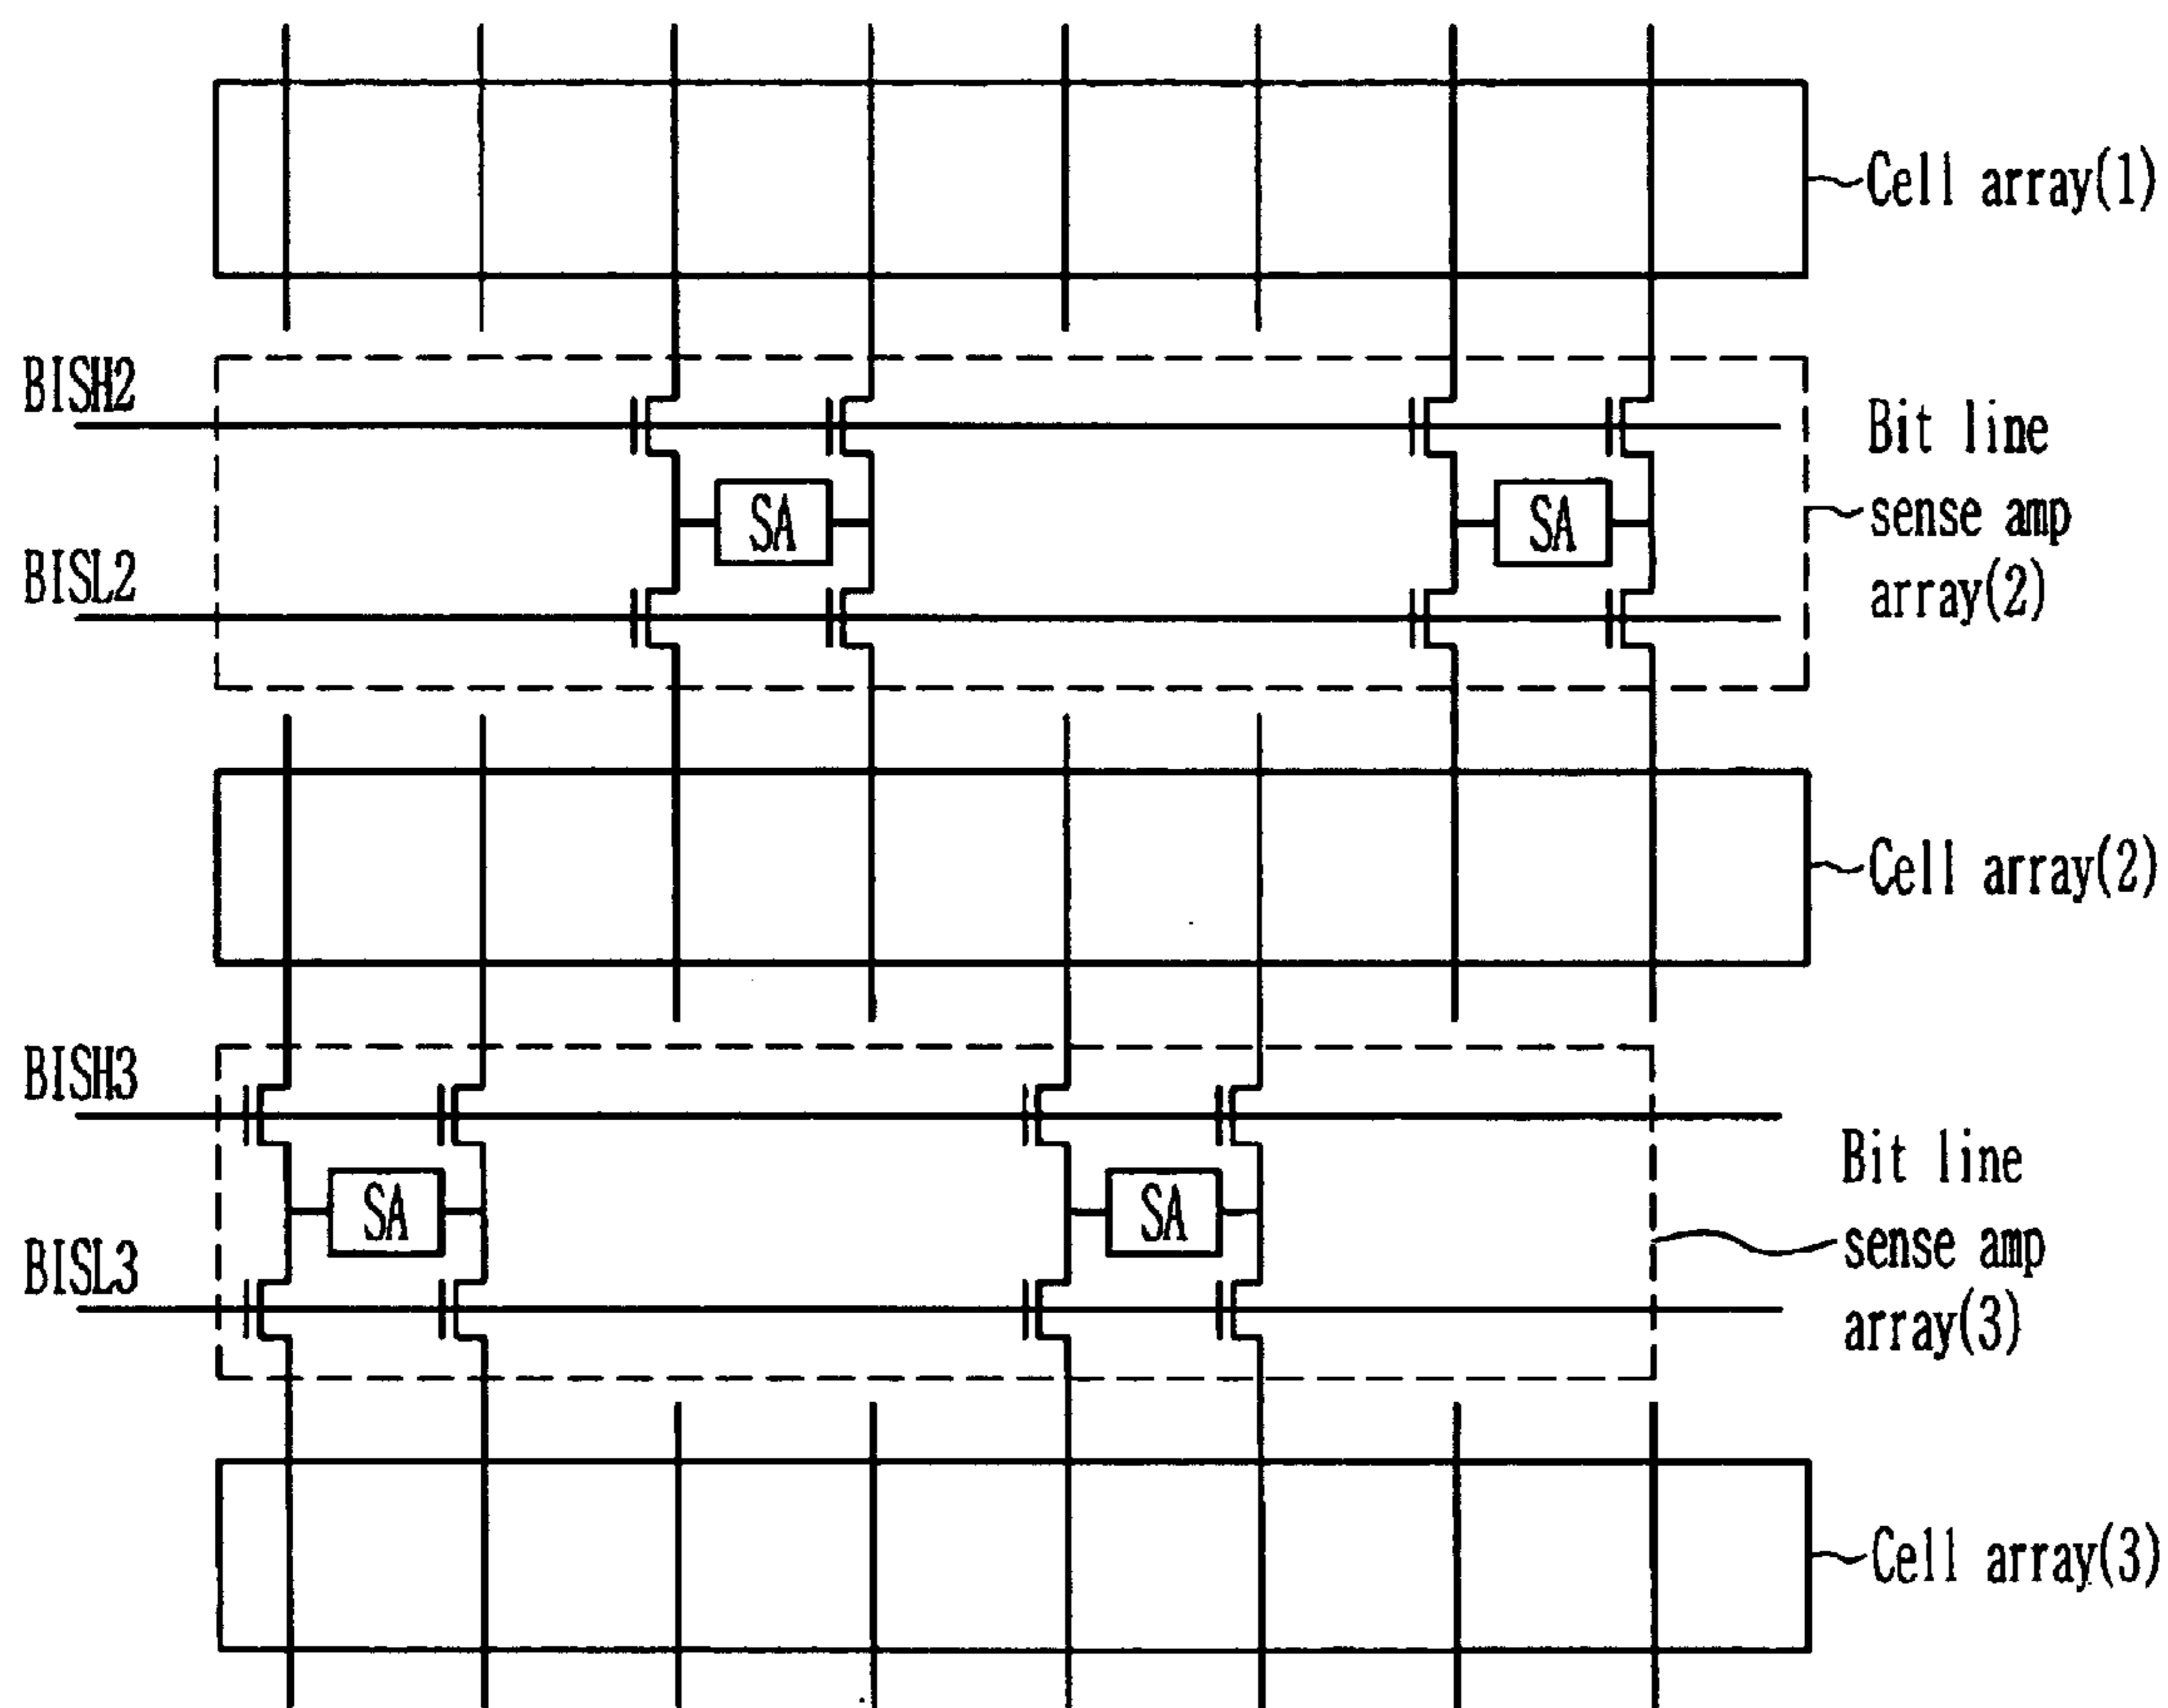 Cell array(1)
BISH2
Bit line
SA
SA
sense amp
BISL2
array(2)
Cell array(2)
BISH3
Bit line
SA
SA
sense amp
BISL3
array(3)
Cell array(3)